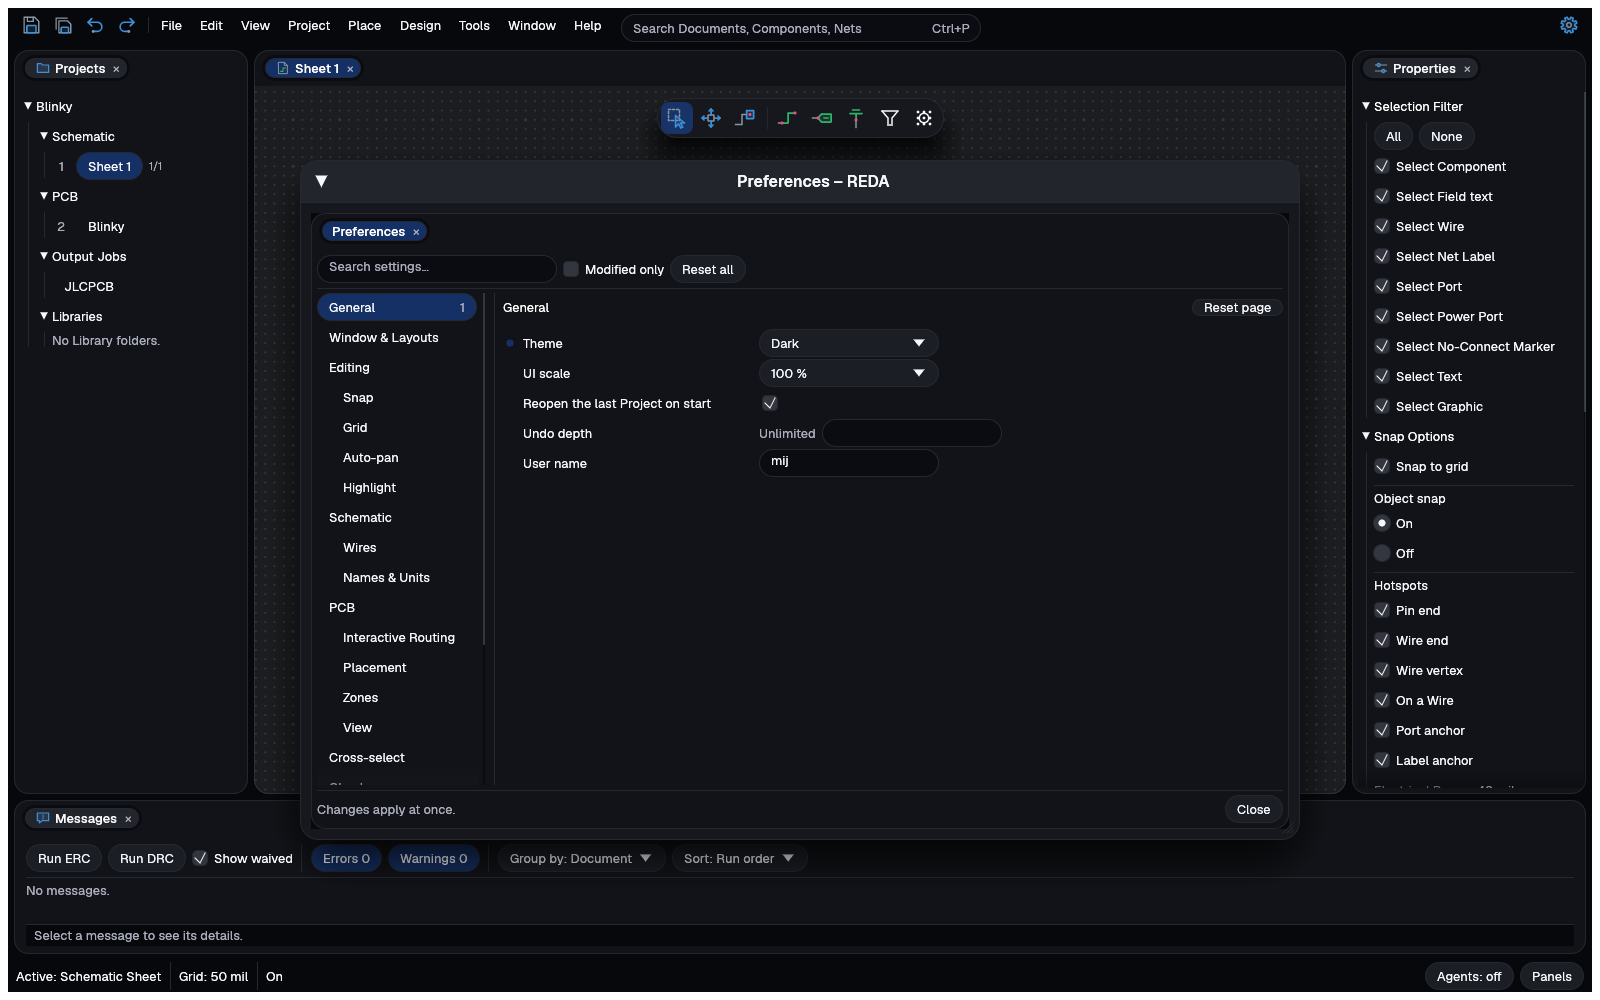 File Edit View Project Place Design Tools Window Help Search Documents, Components, Nets Ctrl+P
Projects ×
Blinky
Schematic
1 Sheet 1 1/1
PCB
2 Blinky
Output Jobs
JLCPCB
Libraries
No Library folders.
Sheet 1 ×
Preferences – REDA
Preferences ×
Search settings...
Modified only
Reset all
General 1
Window & Layouts
Editing
Snap
Grid
Auto-pan
Highlight
Schematic
Wires
Names & Units
PCB
Interactive Routing
Placement
Zones
View
Cross-select
General
Reset page
Theme Dark
UI scale 100 %
Reopen the last Project on start
Undo depth Unlimited
User name mij
Changes apply at once.
Close
Properties ×
Selection Filter
All None
Select Component
Select Field text
Select Wire
Select Net Label
Select Port
Select Power Port
Select No-Connect Marker
Select Text
Select Graphic
Snap Options
Snap to grid
Object snap
On
Off
Hotspots
Pin end
Wire end
Wire vertex
On a Wire
Port anchor
Label anchor
Messages ×
Run ERC Run DRC Show waived Errors 0 Warnings 0 Group by: Document Sort: Run order
No messages.
Select a message to see its details.
Active: Schematic Sheet Grid: 50 mil On Agents: off Panels